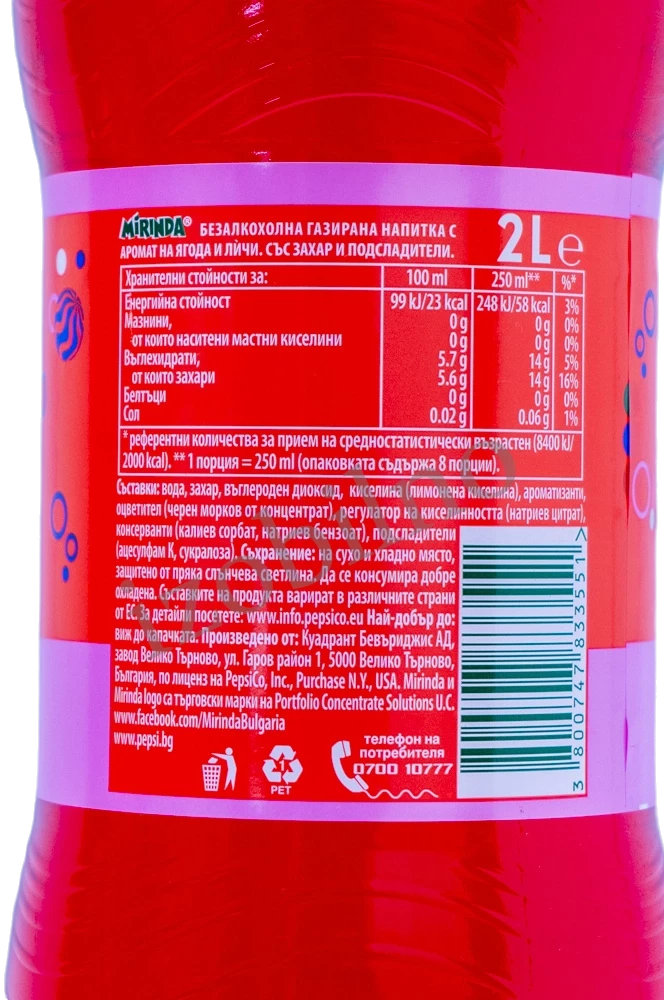 MİRINDA® БЕЗАЛКОХОЛНА ГАЗИРАНА НАПИТКА С
АРОМАТ НА ЯГОДА И ЛЍЧИ. СЪС ЗАХАР И ПОДСЛАДИТЕЛИ.
2L e
Хранителни стойности за: 100 ml 250 ml** %*
Енергийна стойност 99 kJ/23 kcal 248 kJ/58 kcal 3%
Мазнини, 0 g 0 g 0%
от които наситени мастни киселини 0 g 0 g 0%
Въглехидрати, 5.7 g 14 g 5%
от които захари 5.6 g 14 g 16%
Белтъци 0 g 0 g 0%
Сол 0.02 g 0.06 g 1%
* референтни количества за прием на средностатистически възрастен (8400 kJ/
2000 kcal). ** 1 порция = 250 ml (опаковката съдържа 8 порции).
Съставки: вода, захар, въглероден диоксид, киселина (лимонена киселина), ароматизанти,
оцветител (черен морков от концентрат), регулатор на киселинността (натриев цитрат),
консерванти (калиев сорбат, натриев бензоат), подсладители
(ацесулфам К, сукралоза). Съхранение: на сухо и хладно място,
защитено от пряка слънчева светлина. Да се консумира добре
охладена. Съставките на продукта варират в различните страни
от ЕС. За детайли посетете: www.info.pepsico.eu Най-добър до:
виж до капачката. Произведено от: Куадрант Бевъриджис АД,
завод Велико Търново, ул. Гаров район 1, 5000 Велико Търново,
България, по лиценз на PepsiCo, Inc., Purchase N.Y., USA. Mirinda и
Mirinda logo са търговски марки на Portfolio Concentrate Solutions U.C.
www.facebook.com/MirindaBulgaria
www.pepsi.bg
1
PET
телефон на
потребителя
0700 10777
3 800747 833551 >
izobilno